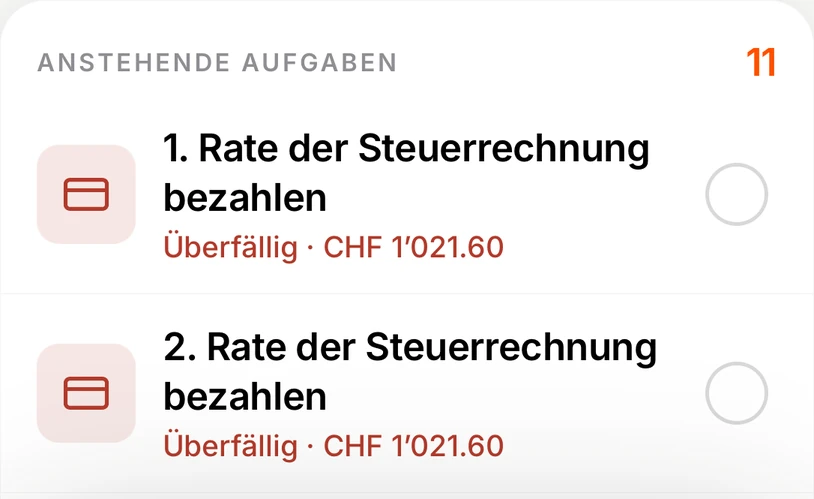 ANSTEHENDE AUFGABEN 11
1. Rate der Steuerrechnung
bezahlen
Überfällig · CHF 1’021.60
2. Rate der Steuerrechnung
bezahlen
Überfällig · CHF 1’021.60